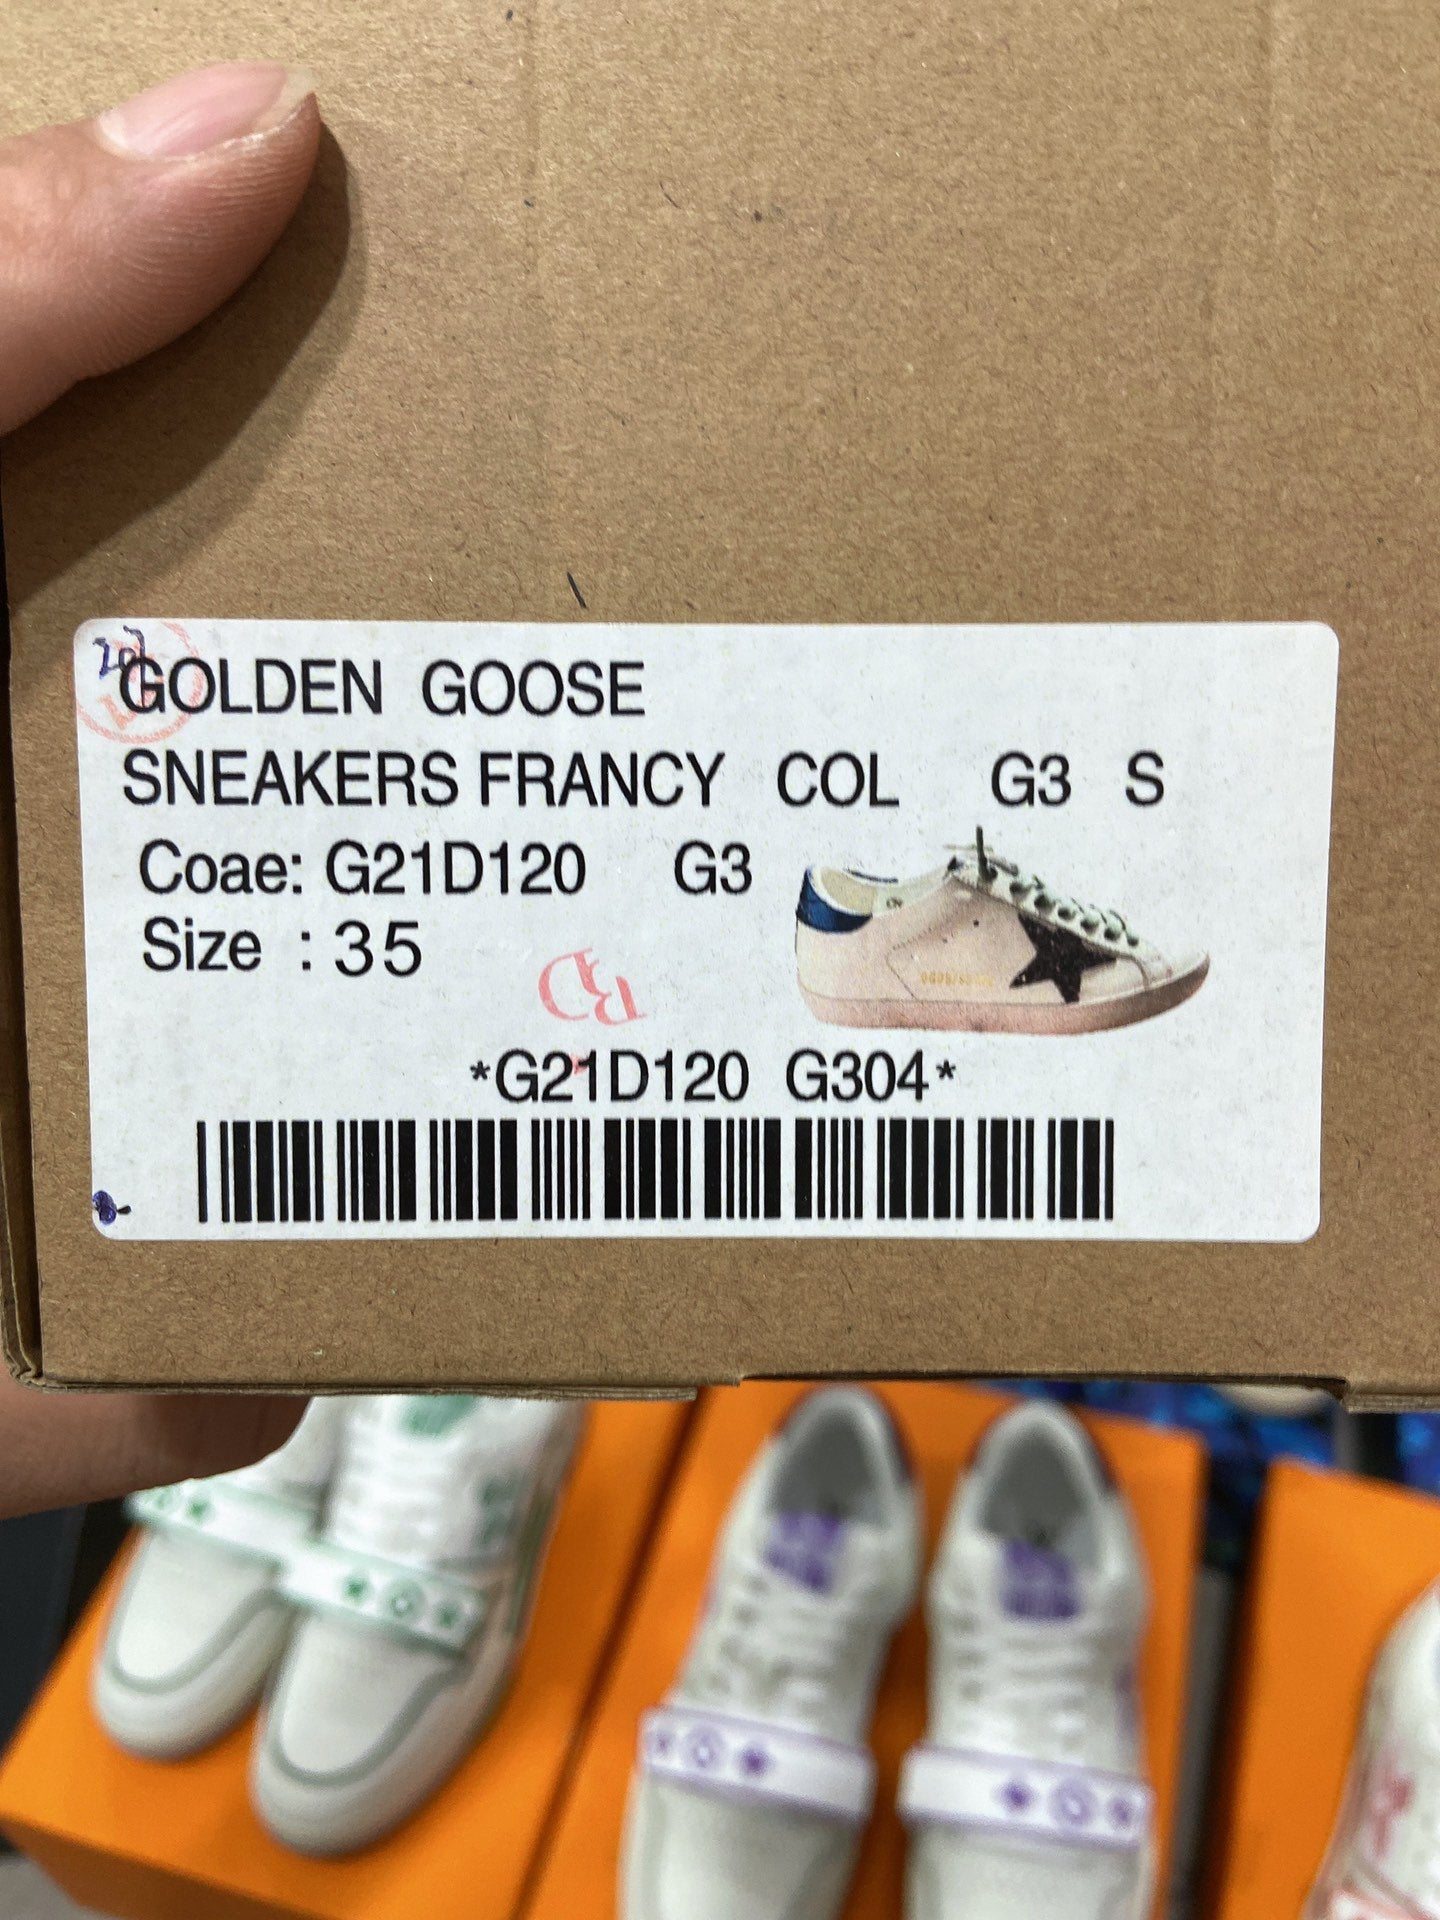 GOLDEN GOOSE
SNEAKERS FRANCY COL G3 S
Coae: G21D120 G3
Size : 35
*G21D120 G304*